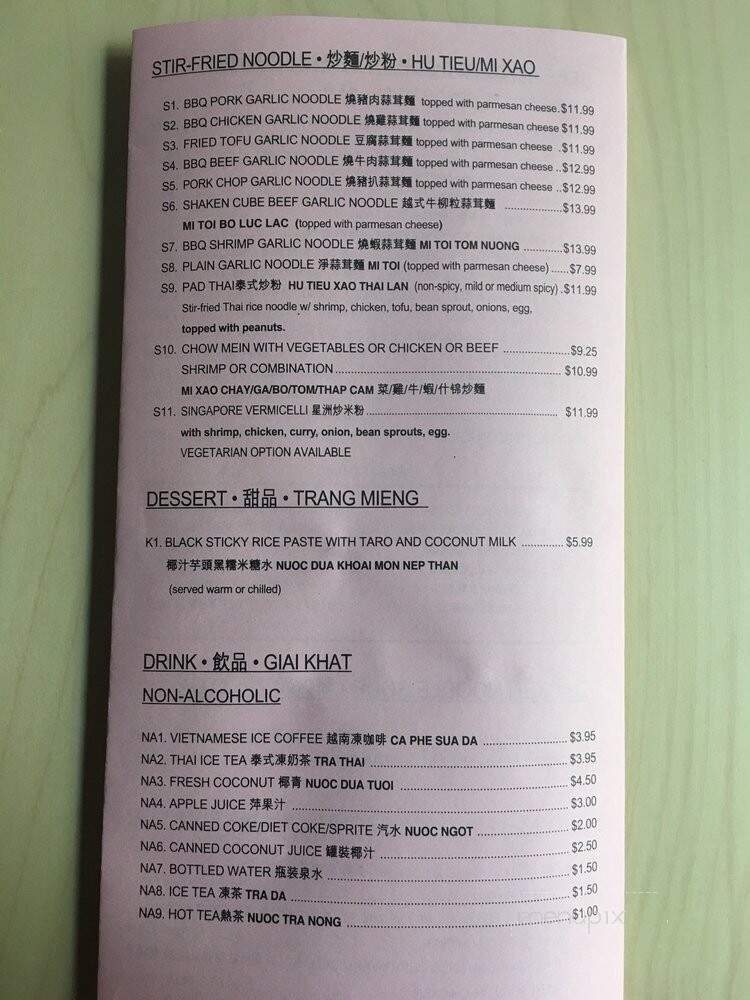 STIR-FRIED NOODLE • 炒麵/炒粉 • HU TIEU/MI XAO
S1. BBQ PORK GARLIC NOODLE 燒豬肉蒜茸麵 topped with parmesan cheese.$11.99
S2. BBQ CHICKEN GARLIC NOODLE 燒雞蒜茸麵 topped with parmesan cheese $11.99
S3. FRIED TOFU GARLIC NOODLE 豆腐蒜茸麵 topped with parmesan cheese .$11.99
S4. BBQ BEEF GARLIC NOODLE 燒牛肉蒜茸麵 topped with parmesan cheese ..$12.99
S5. PORK CHOP GARLIC NOODLE 燒豬扒蒜茸麵 topped with parmesan cheese ..$12.99
S6. SHAKEN CUBE BEEF GARLIC NOODLE 越式牛柳粒蒜茸麵 ..................$13.99
MI TOI BO LUC LAC (topped with parmesan cheese)
S7. BBQ SHRIMP GARLIC NOODLE 燒蝦蒜茸麵 MI TOI TOM NUONG ............$13.99
S8. PLAIN GARLIC NOODLE 淨蒜茸麵 MI TOI (topped with parmesan cheese) ......$7.99
S9. PAD THAI泰式炒粉 HU TIEU XAO THAI LAN (non-spicy, mild or medium spicy) .$11.99
Stir-fried Thai rice noodle w/ shrimp, chicken, tofu, bean sprout, onions, egg,
topped with peanuts.
S10. CHOW MEIN WITH VEGETABLES OR CHICKEN OR BEEF ....................$9.25
SHRIMP OR COMBINATION.................................................... $10.99
MI XAO CHAY/GA/BO/TOM/THAP CAM 菜/雞/牛/蝦/什锦炒麵
S11. SINGAPORE VERMICELLI 星洲炒米粉............................................. $11.99
with shrimp, chicken, curry, onion, bean sprouts, egg.
VEGETARIAN OPTION AVAILABLE
DESSERT • 甜品 • TRANG MIENG
K1. BLACK STICKY RICE PASTE WITH TARO AND COCONUT MILK ............. $5.99
椰汁芋頭黑糯米糖水 NUOC DUA KHOAI MON NEP THAN
(served warm or chilled)
DRINK • 飲品 • GIAI KHAT
NON-ALCOHOLIC
NA1. VIETNAMESE ICE COFFEE 越南凍咖啡 CA PHE SUA DA .................... $3.95
NA2. THAI ICE TEA 泰式凍奶茶 TRA THAI ............................................... $3.95
NA3. FRESH COCONUT 椰青 NUOC DUA TUOI ........................................ $4.50
NA4. APPLE JUICE 苹果汁 ................................................................. $3.00
NA5. CANNED COKE/DIET COKE/SPRITE 汽水 NUOC NGOT ..................... $2.00
NA6. CANNED COCONUT JUICE 罐裝椰汁 ............................................. $2.50
NA7. BOTTLED WATER 瓶装泉水 ......................................................... $1.50
NA8. ICE TEA 凍茶 TRA DA ................................................................. $1.50
NA9. HOT TEA熱茶 NUOC TRA NONG ..................................................... $1.00
menupix